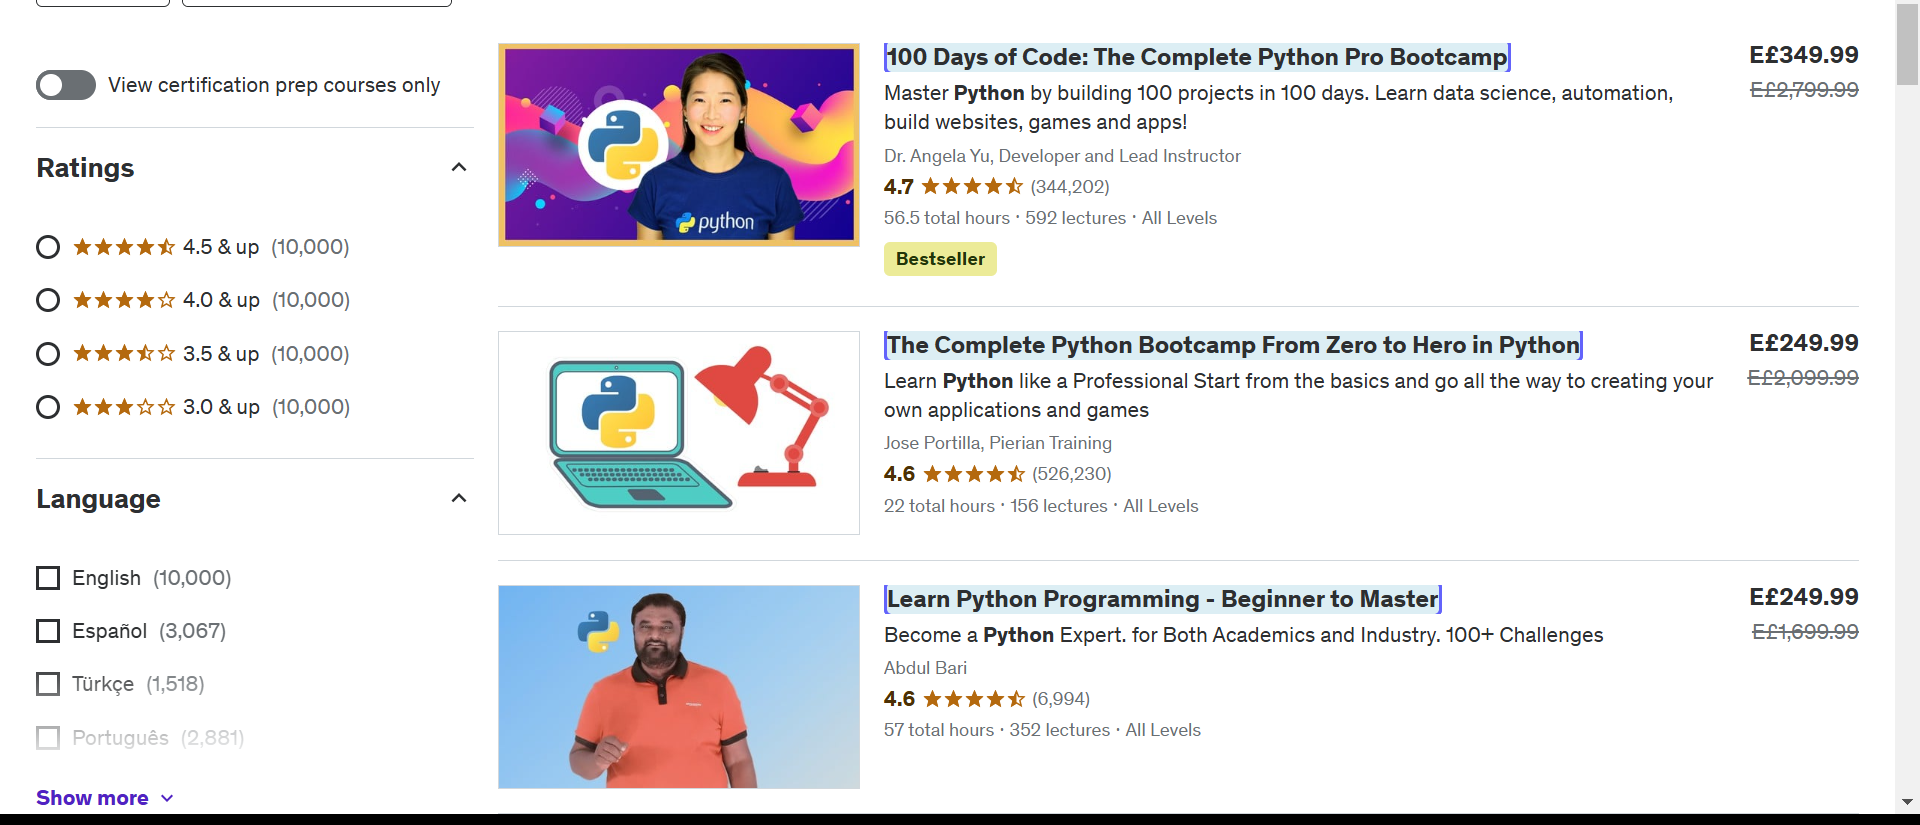 View certification prep courses only
Ratings
4.5 & up (10,000)
4.0 & up (10,000)
3.5 & up (10,000)
3.0 & up (10,000)
Language
English (10,000)
Español (3,067)
Türkçe (1,518)
Português (2,881)
Show more
python
100 Days of Code: The Complete Python Pro Bootcamp
E£349.99
Master Python by building 100 projects in 100 days. Learn data science, automation,
E£2,799.99
build websites, games and apps!
Dr. Angela Yu, Developer and Lead Instructor
4.7 (344,202)
56.5 total hours · 592 lectures · All Levels
Bestseller
The Complete Python Bootcamp From Zero to Hero in Python
E£249.99
Learn Python like a Professional Start from the basics and go all the way to creating your
E£2,099.99
own applications and games
Jose Portilla, Pierian Training
4.6 (526,230)
22 total hours · 156 lectures · All Levels
Learn Python Programming - Beginner to Master
E£249.99
Become a Python Expert. for Both Academics and Industry. 100+ Challenges
E£1,699.99
Abdul Bari
4.6 (6,994)
57 total hours · 352 lectures · All Levels